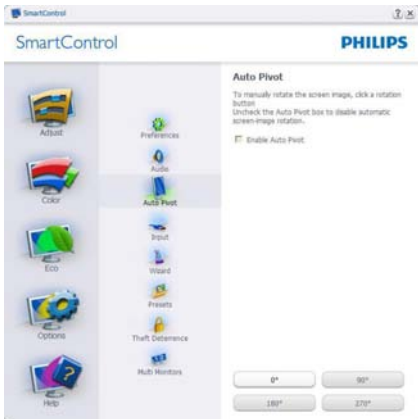 SmartControl
SmartControl
PHILIPS
Adjust
Color
Eco
Options
Help
Preferences
Audio
Auto Pivot
Input
Wizard
Presets
Theft Deterrence
Multi Monitors
Auto Pivot
To manually rotate the screen image, click a rotation
button
Uncheck the Auto Pivot box to disable automatic
screen-image rotation.
Enable Auto Pivot
0°
90°
180°
270°